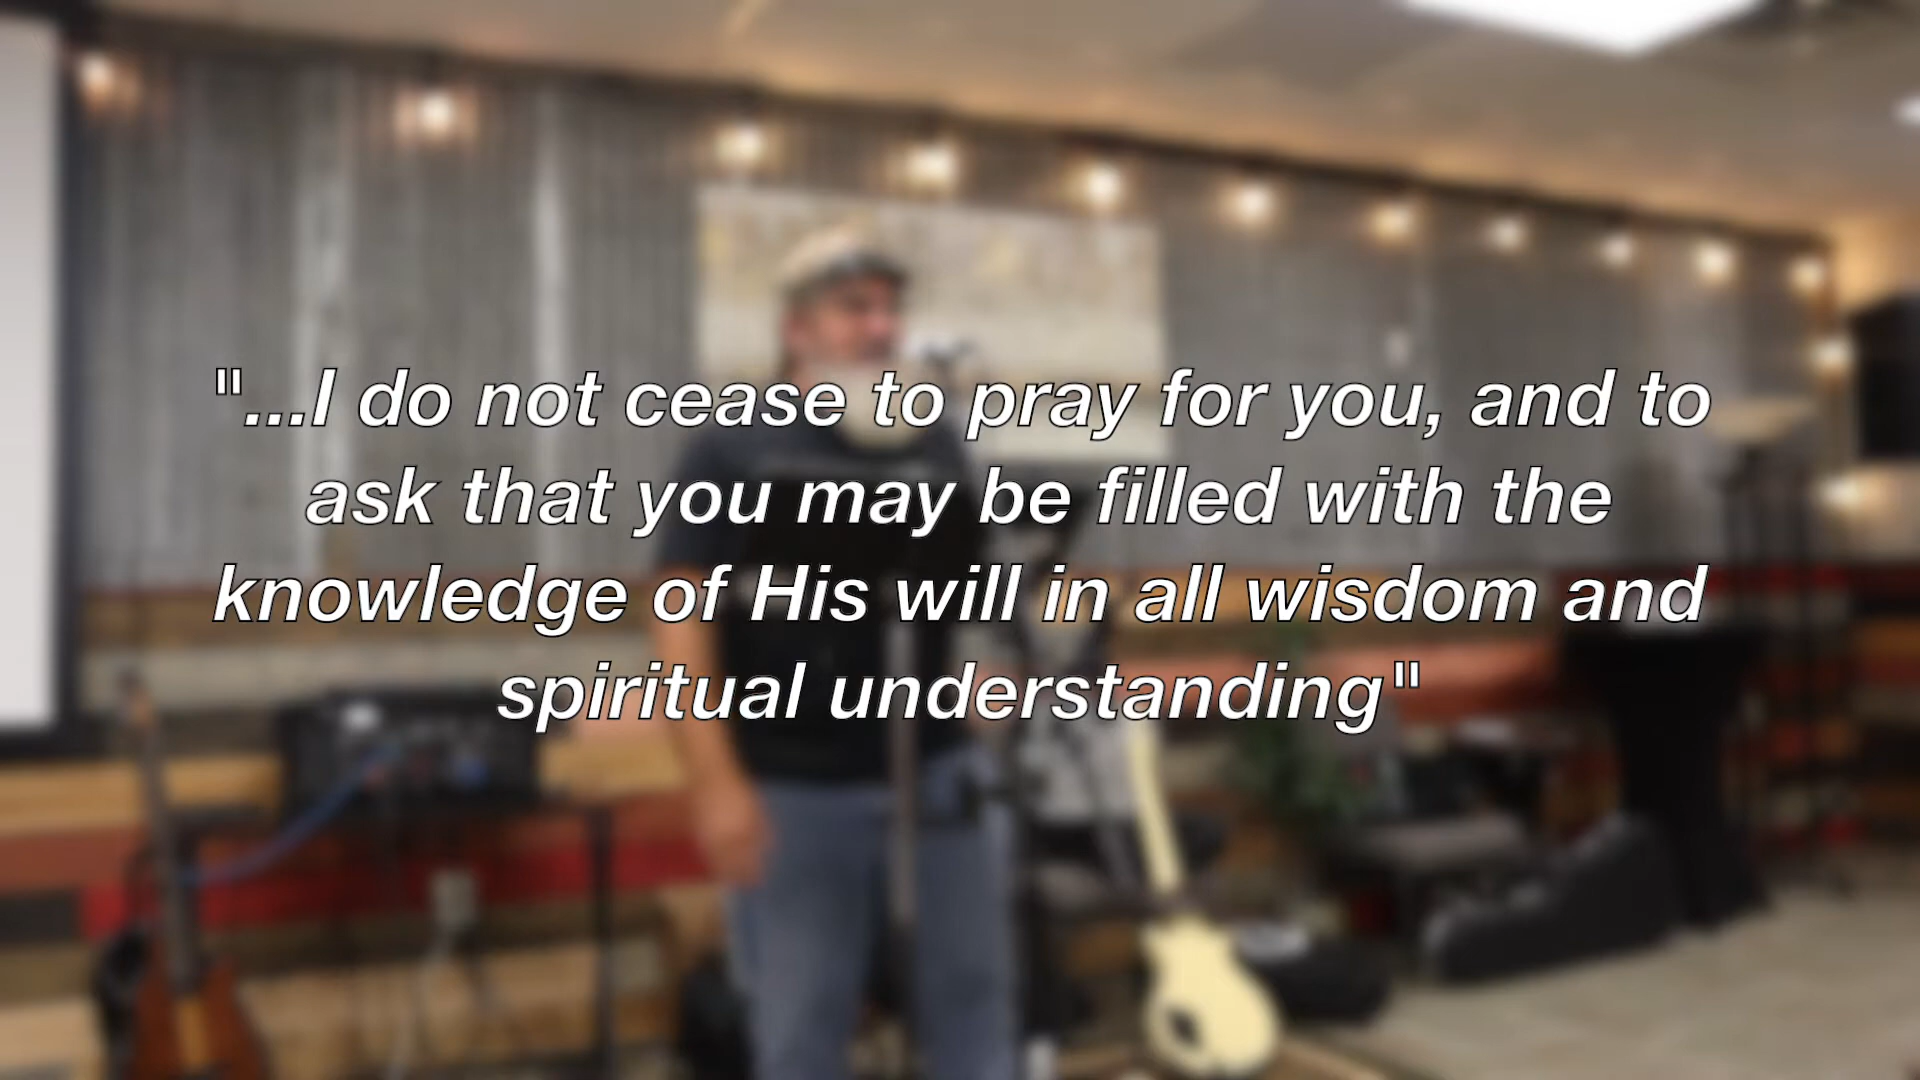 "...I do not cease to pray for you, and to
ask that you may be filled with the
knowledge of His will in all wisdom and
spiritual understanding"